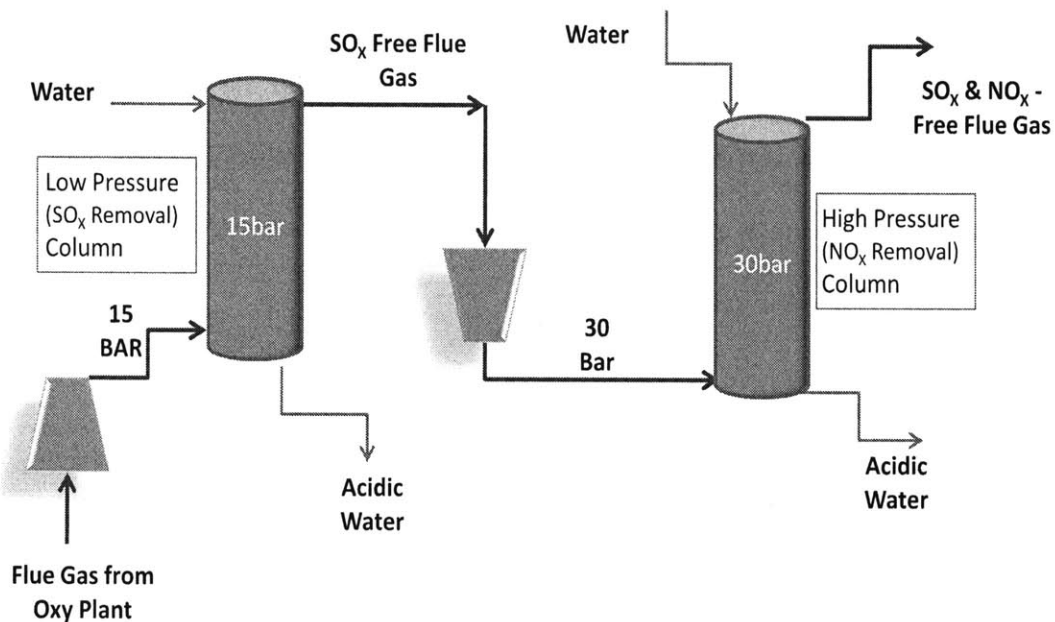 SOX Free Flue
Gas
Water
Low Pressure
(SOX Removal)
Column
15bar
15
BAR
Flue Gas from
Oxy Plant
Acidic
Water
30
Bar
Water
SOX & NOX -
Free Flue Gas
30bar
High Pressure
(NOX Removal)
Column
Acidic
Water